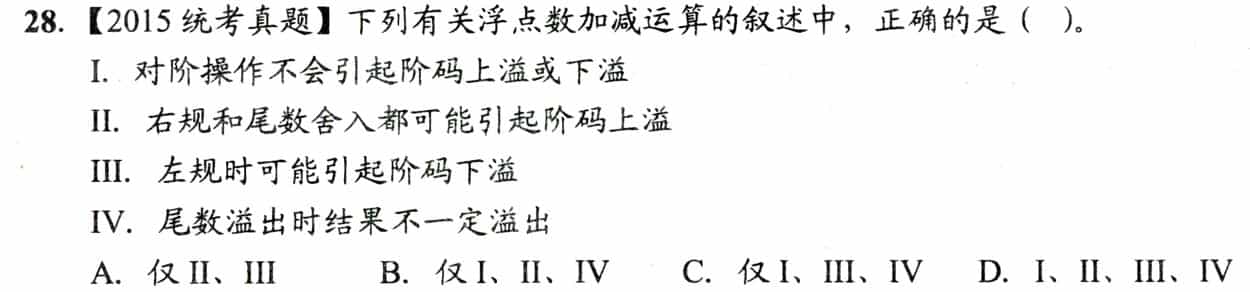 28. 【2015 统考真题】下列有关浮点数加减运算的叙述中，正确的是（ ）。
I. 对阶操作不会引起阶码上溢或下溢
II. 右规和尾数舍入都可能引起阶码上溢
III. 左规时可能引起阶码下溢
IV. 尾数溢出时结果不一定溢出
A. 仅 II、III B. 仅 I、II、IV C. 仅 I、III、IV D. I、II、III、IV